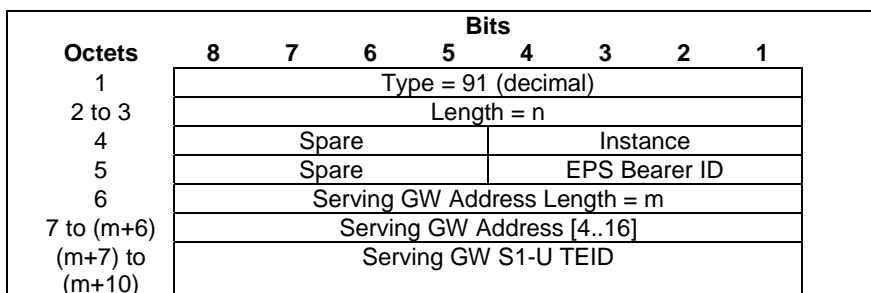 Bits
Octets 8 7 6 5 4 3 2 1
1 Type = 91 (decimal)
2 to 3 Length = n
4 Spare Instance
5 Spare EPS Bearer ID
6 Serving GW Address Length = m
7 to (m+6) Serving GW Address [4..16]
(m+7) to Serving GW S1-U TEID
(m+10)